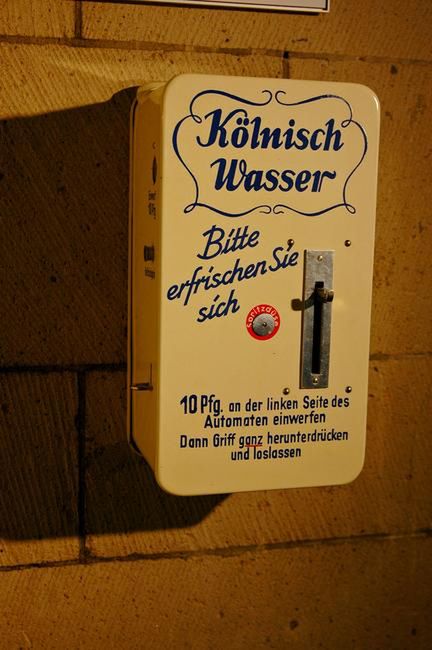 Kölnisch
Wasser
Bitte
erfrischen Sie
sich
Spritzdüse
10 Pfg. an der linken Seite des
Automaten einwerfen
Dann Griff ganz herunterdrücken
und loslassen